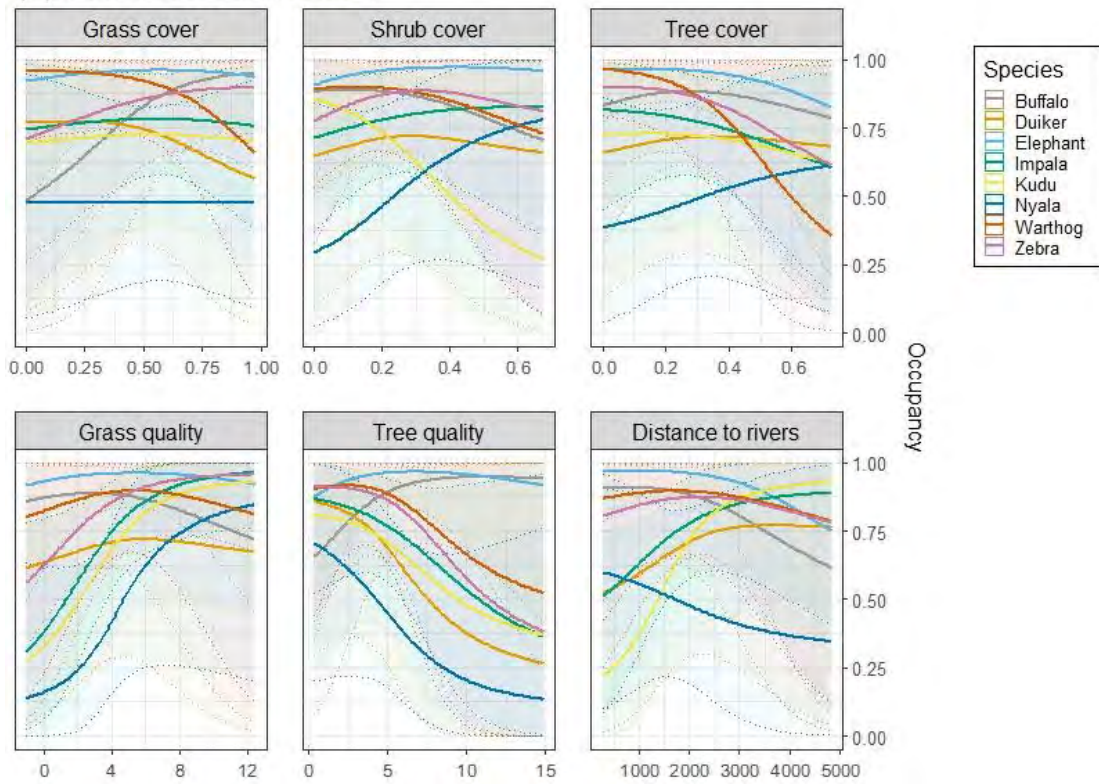 Grass cover
Shrub cover
Tree cover
1.00
0.75
0.50
0.25
0.00
0.00 0.25 0.50 0.75 1.00
0.0 0.2 0.4 0.6
0.0 0.2 0.4 0.6
Species
Buffalo
Duiker
Elephant
Impala
Kudu
Nyala
Warthog
Zebra
Occupancy
Grass quality
Tree quality
Distance to rivers
1.00
0.75
0.50
0.25
0.00
0 4 8 12
0 5 10 15
1000 2000 3000 4000 5000